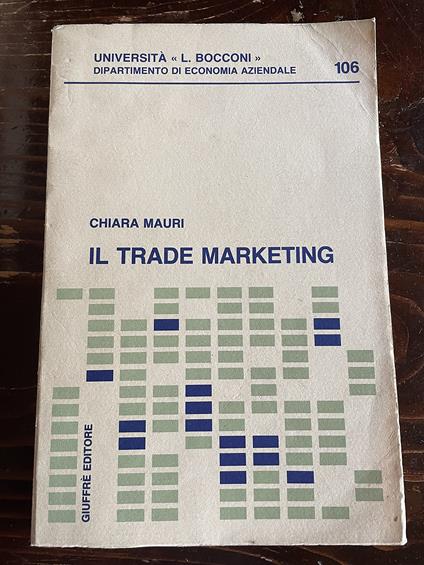 UNIVERSITÀ « L. BOCCONI »
DIPARTIMENTO DI ECONOMIA AZIENDALE 106
CHIARA MAURI
IL TRADE MARKETING
GIUFFRÈ EDITORE